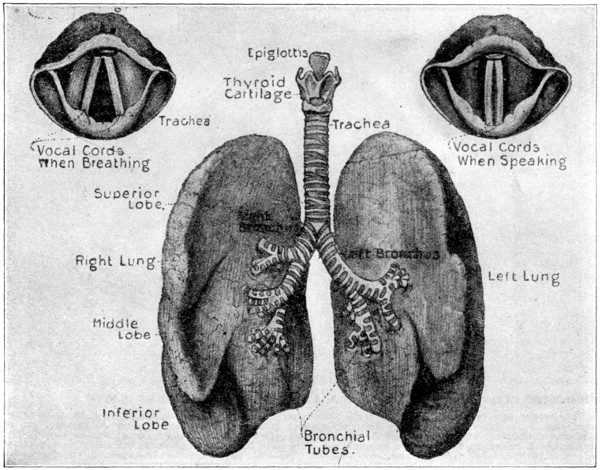 Epiglottis
Thyroid
Cartilage
Trachea
Trachea
Vocal Cords
When Breathing
Vocal Cords
When Speaking
Superior
Lobe
Right
Bronchus
Left Bronchus
Right Lung
Left Lung
Middle
Lobe
Inferior
Lobe
Bronchial
Tubes.